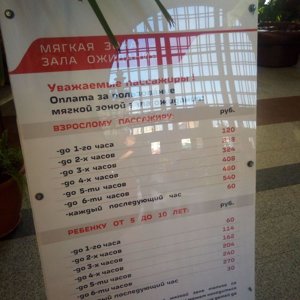 МЯГКАЯ
ЗАЛА
Уважаемые пассажиры!
Оплата за
мягкой зоной
ВЗРОСЛОМУ ПАССАЖИРУ: руб.
-до 1-го часа 120
-до 2-х часов
-до 3-х часов 324
-до 4-х часов 408
-до 5-ти часов 480
-до 6-ти часов 540
-каждый последующий час 60
РЕБЕНКУ ОТ 5 ДО 10 ЛЕТ: руб.
-до 1-го часа 60
-до 2-х часов 114
-до 3-х часов 162
-до 4-х часов 204
-до 5-ти часов 240
-до 6-ти часов 270
последующий час 30